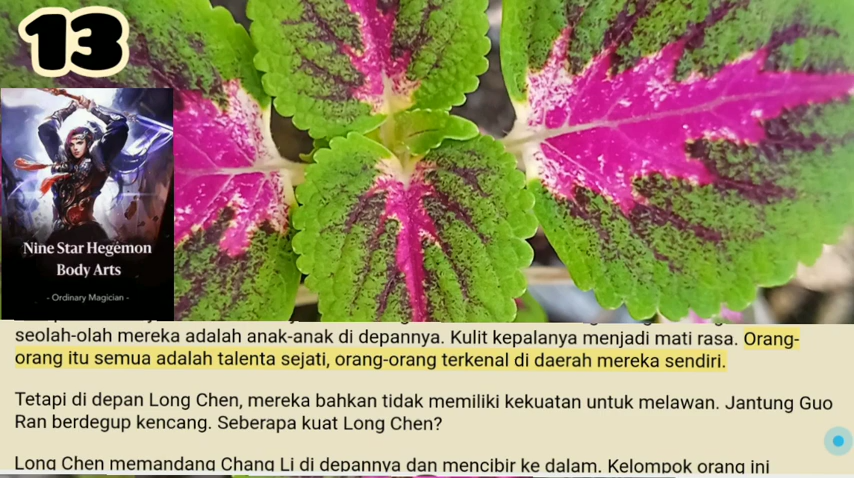 13
Nine Star Hegemon
Body Arts
- Ordinary Magician -
seolah-olah mereka adalah anak-anak di depannya. Kulit kepalanya menjadi mati rasa. Orang-
orang itu semua adalah talenta sejati, orang-orang terkenal di daerah mereka sendiri.
Tetapi di depan Long Chen, mereka bahkan tidak memiliki kekuatan untuk melawan. Jantung Guo
Ran berdegup kencang. Seberapa kuat Long Chen?
Long Chen memandang Chang Li di depannya dan mencibir ke dalam. Kelompok orang ini